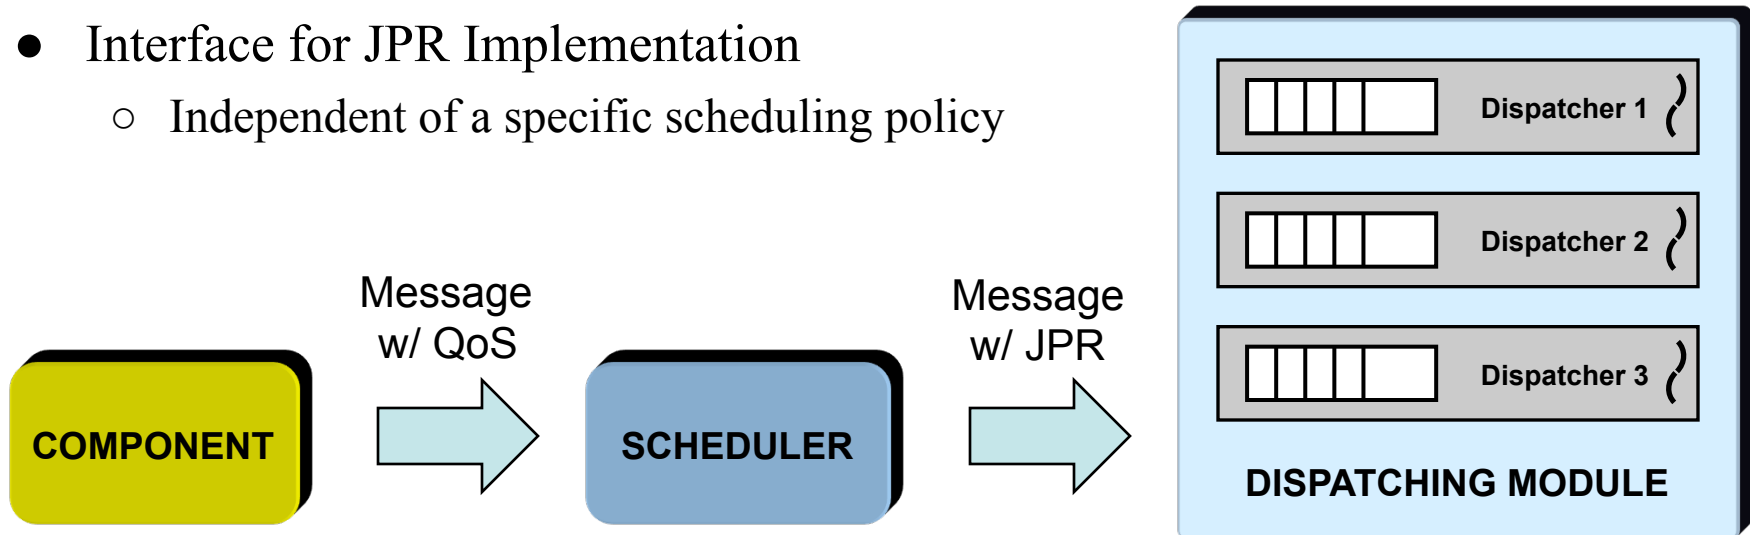 ● Interface for JPR Implementation
○ Independent of a specific scheduling policy
Message
w/ QoS
Message
w/ JPR
COMPONENT
SCHEDULER
Dispatcher 1
Dispatcher 2
Dispatcher 3
DISPATCHING MODULE